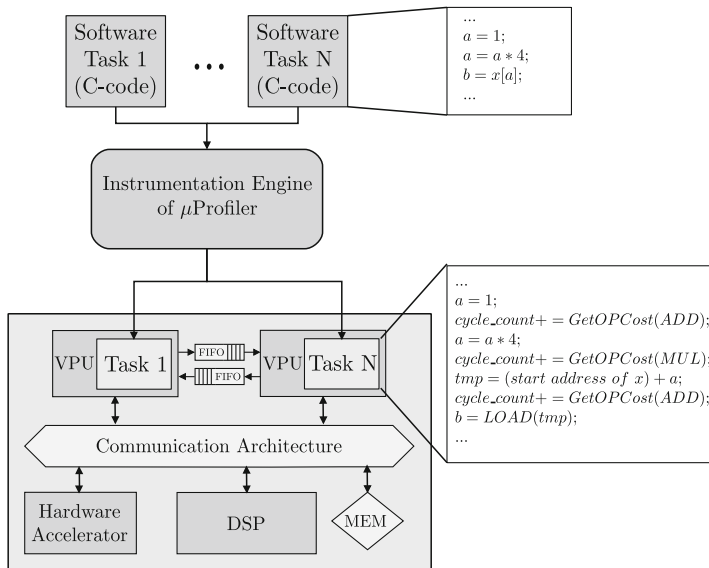 Software
Task 1
(C-code)
...
Software
Task N
(C-code)
...
a = 1;
a = a * 4;
b = x[a];
...
Instrumentation Engine
of μProfiler
...
a = 1;
cycle_count+ = GetOPCost(ADD);
a = a * 4;
cycle_count+ = GetOPCost(MUL);
tmp = (start address of x) + a;
cycle_count+ = GetOPCost(ADD);
b = LOAD(tmp);
...
VPU
Task 1
FIFO
FIFO
VPU
Task N
Communication Architecture
Hardware
Accelerator
DSP
MEM